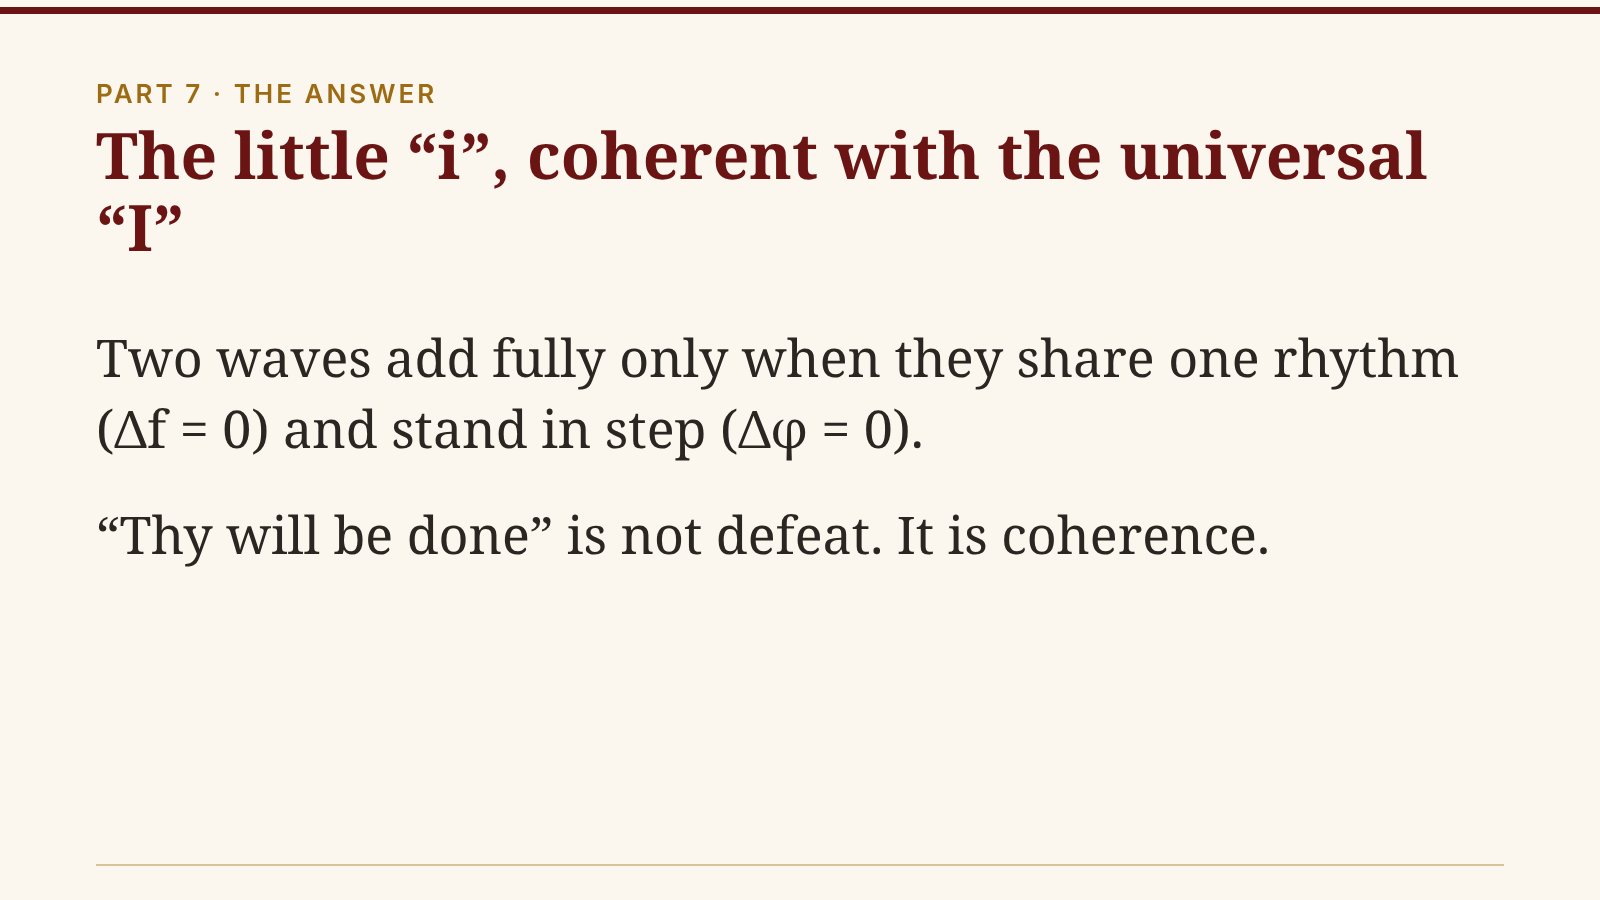 PART 7 · THE ANSWER
The little “i”, coherent with the universal
“I”
Two waves add fully only when they share one rhythm
(Δf = 0) and stand in step (Δφ = 0).
“Thy will be done” is not defeat. It is coherence.